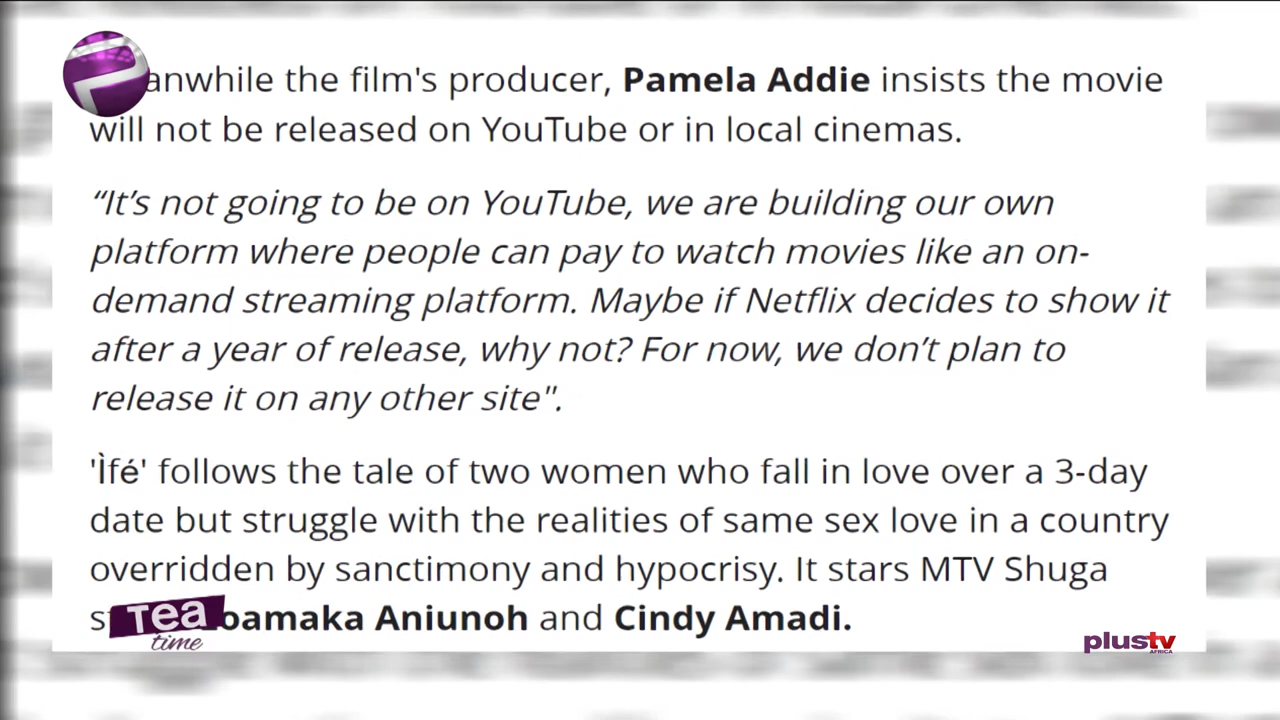 anwhile the film's producer, Pamela Addie insists the movie
will not be released on YouTube or in local cinemas.
“It’s not going to be on YouTube, we are building our own
platform where people can pay to watch movies like an on-
demand streaming platform. Maybe if Netflix decides to show it
after a year of release, why not? For now, we don’t plan to
release it on any other site".
'Ìfé' follows the tale of two women who fall in love over a 3-day
date but struggle with the realities of same sex love in a country
overridden by sanctimony and hypocrisy. It stars MTV Shuga
oamaka Aniunoh and Cindy Amadi.
Tea
time
plustv
AFRICA